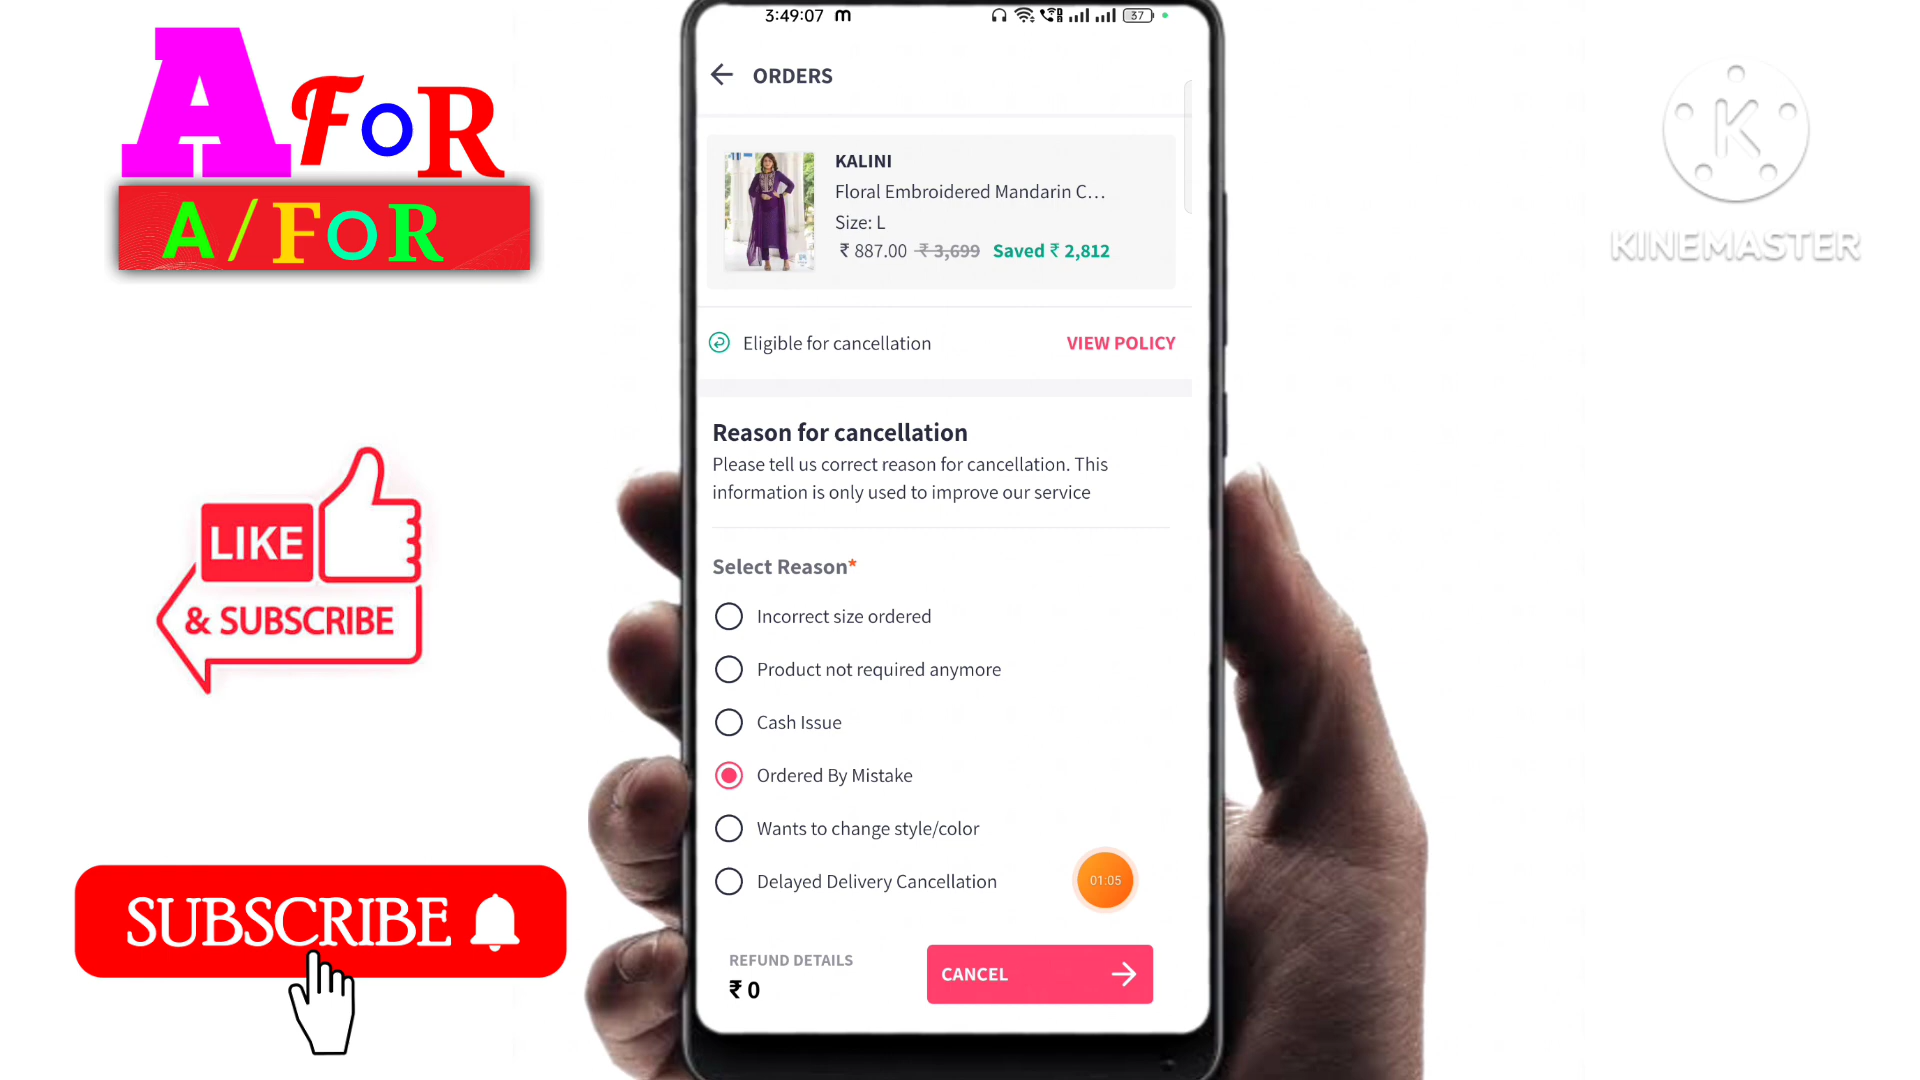 A FoR
A/FoR
LIKE
& SUBSCRIBE
SUBSCRIBE
3:49:07 m
37
ORDERS
KALINI
Floral Embroidered Mandarin C...
Size: L
₹ 887.00 ₹ 3,699 Saved ₹ 2,812
Eligible for cancellation VIEW POLICY
Reason for cancellation
Please tell us correct reason for cancellation. This
information is only used to improve our service
Select Reason*
Incorrect size ordered
Product not required anymore
Cash Issue
Ordered By Mistake
Wants to change style/color
Delayed Delivery Cancellation
01:05
REFUND DETAILS
₹ 0
CANCEL
K
KINEMASTER